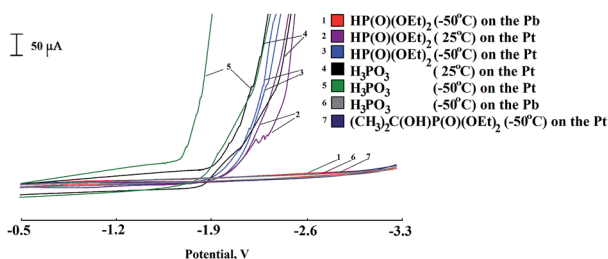 50 μA
1 HP(O)(OEt)2 (-50°C) on the Pb
2 HP(O)(OEt)2 ( 25°C) on the Pt
3 HP(O)(OEt)2 (-50°C) on the Pt
4 H3PO3 ( 25°C) on the Pt
5 H3PO3 (-50°C) on the Pt
6 H3PO3 (-50°C) on the Pb
7 (CH3)2C(OH)P(O)(OEt)2 (-50°C) on the Pt
4
5
3
2
1 6 7
-0.5 -1.2 -1.9 -2.6 -3.3
Potential, V